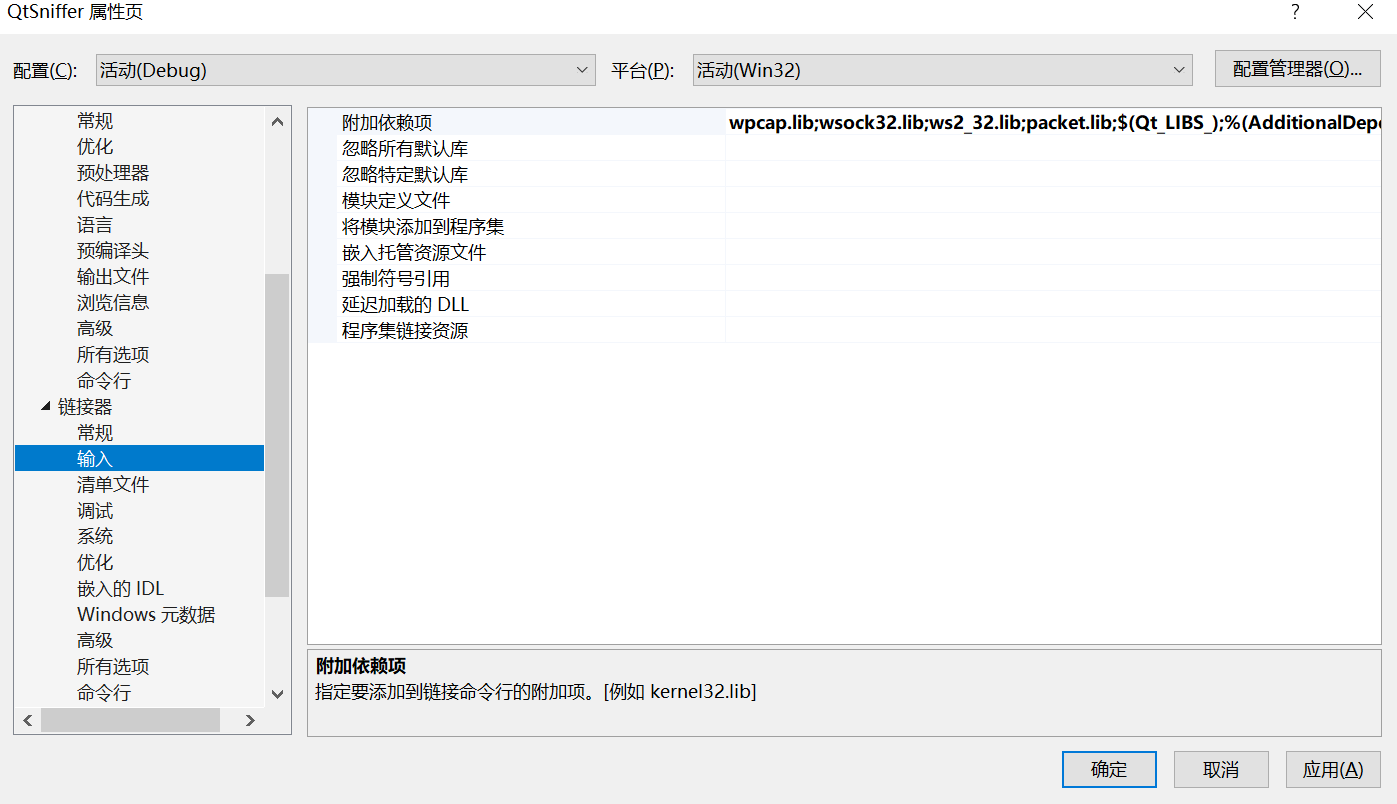 QtSniffer 属性页
配置(C): 活动(Debug) 平台(P): 活动(Win32) 配置管理器(O)...
常规
优化
预处理器
代码生成
语言
预编译头
输出文件
浏览信息
高级
所有选项
命令行
链接器
常规
输入
清单文件
调试
系统
优化
嵌入的 IDL
Windows 元数据
高级
所有选项
命令行
附加依赖项 wpcap.lib;wsock32.lib;ws2_32.lib;packet.lib;$(Qt_LIBS_);%(AdditionalDepe
忽略所有默认库
忽略特定默认库
模块定义文件
将模块添加到程序集
嵌入托管资源文件
强制符号引用
延迟加载的 DLL
程序集链接资源
附加依赖项
指定要添加到链接命令行的附加项。[例如 kernel32.lib]
确定 取消 应用(A)